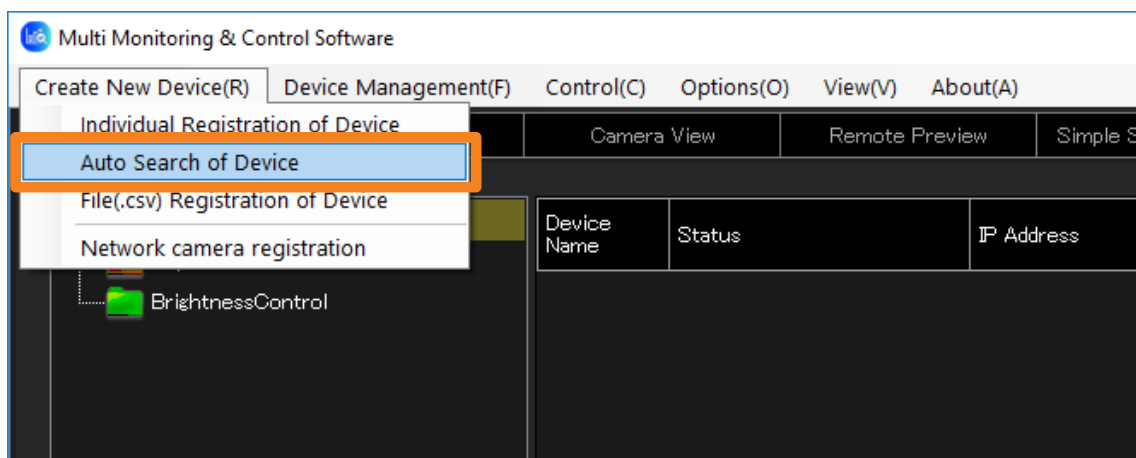 Multi Monitoring & Control Software
Create New Device(R) Device Management(F) Control(C) Options(O) View(V) About(A)
Individual Registration of Device
Auto Search of Device
File(.csv) Registration of Device
Network camera registration
Camera View Remote Preview Simple S
Device Name Status IP Address
BrightnessControl